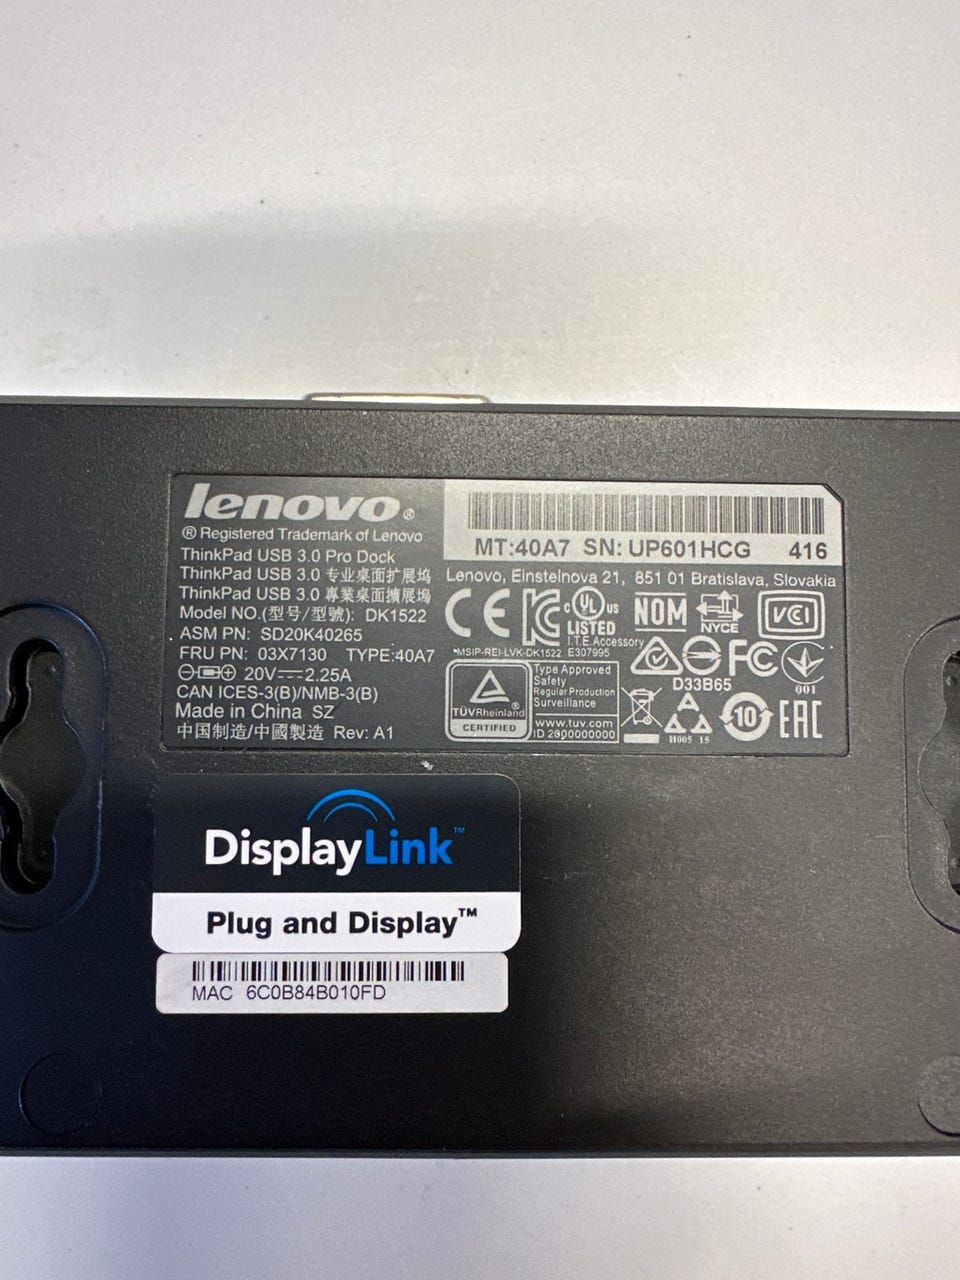 lenovo®
® Registered Trademark of Lenovo
ThinkPad USB 3.0 Pro Dock
ThinkPad USB 3.0 专业桌面扩展坞
ThinkPad USB 3.0 專業桌面擴展塢
Model NO.(型号/型號): DK1522
ASM PN: SD20K40265
FRU PN: 03X7130 TYPE:40A7
20V 2.25A
CAN ICES-3(B)/NMB-3(B)
Made in China SZ
中国制造/中國製造 Rev: A1
MT:40A7 SN: UP601HCG 416
Lenovo, Einsteinova 21, 851 01 Bratislava, Slovakia
CE
c UL us
LISTED
I.T.E. Accessory
E307995
NOM
NYCE
VCI
MSIP-REI-LVK-DK1522
D33B65
FC
001
TÜVRheinland®
CERTIFIED
Type Approved
Safety
Regular Production
Surveillance
www.tuv.com
ID 2000000000
A
H005 15
10
EAC
DisplayLink™
Plug and Display™
MAC 6C0B84B010FD